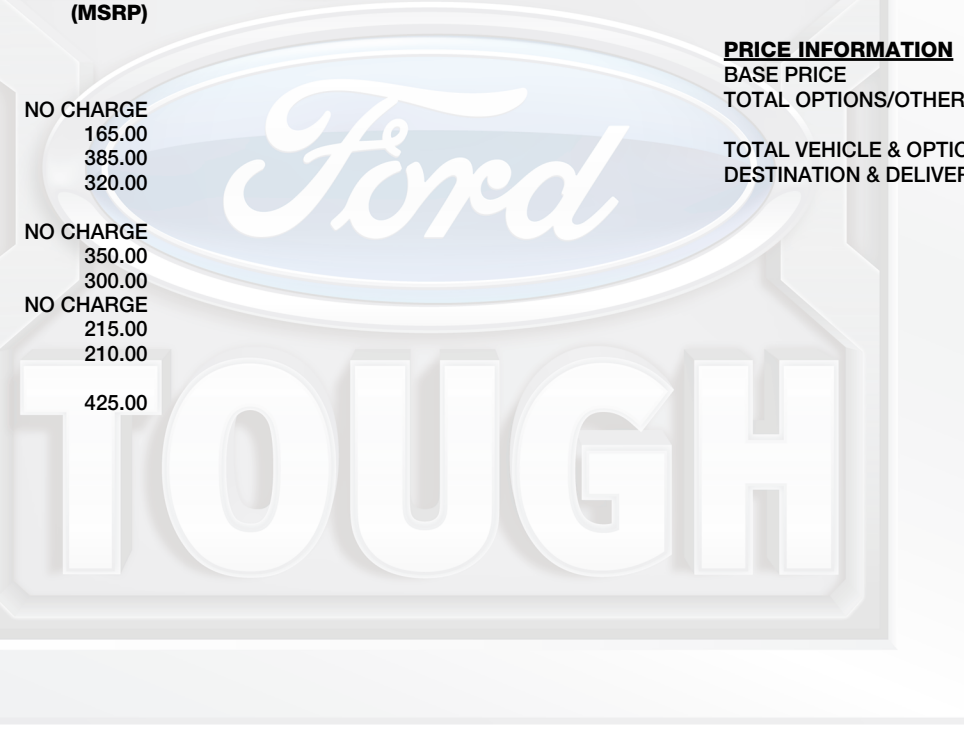 (MSRP)
NO CHARGE
165.00
385.00
320.00
NO CHARGE
350.00
300.00
NO CHARGE
215.00
210.00
425.00
PRICE INFORMATION
BASE PRICE
TOTAL OPTIONS/OTHER
TOTAL VEHICLE & OPTIO
DESTINATION & DELIVER
Ford
TOUGH